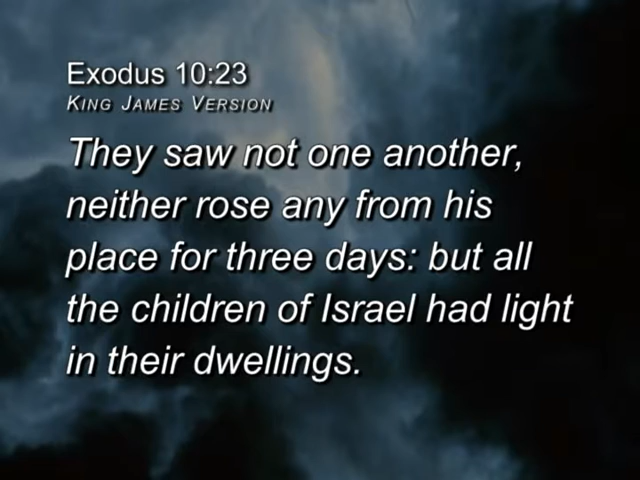 Exodus 10:23
King James Version
They saw not one another,
neither rose any from his
place for three days: but all
the children of Israel had light
in their dwellings.